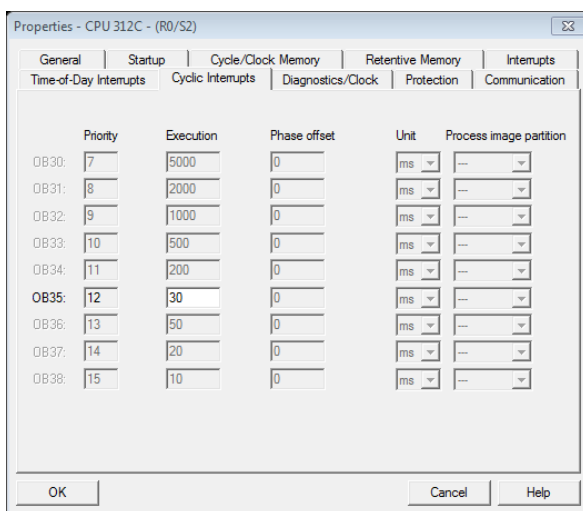 Properties - CPU 312C - (R0/S2)
General Startup Cycle/Clock Memory Retentive Memory Interrupts
Time-of-Day Interrupts Cyclic Interrupts Diagnostics/Clock Protection Communication
Priority Execution Phase offset Unit Process image partition
OB30: 7 5000 0 ms ---
OB31: 8 2000 0 ms ---
OB32: 9 1000 0 ms ---
OB33: 10 500 0 ms ---
OB34: 11 200 0 ms ---
OB35: 12 30 0 ms ---
OB36: 13 50 0 ms ---
OB37: 14 20 0 ms ---
OB38: 15 10 0 ms ---
OK Cancel Help